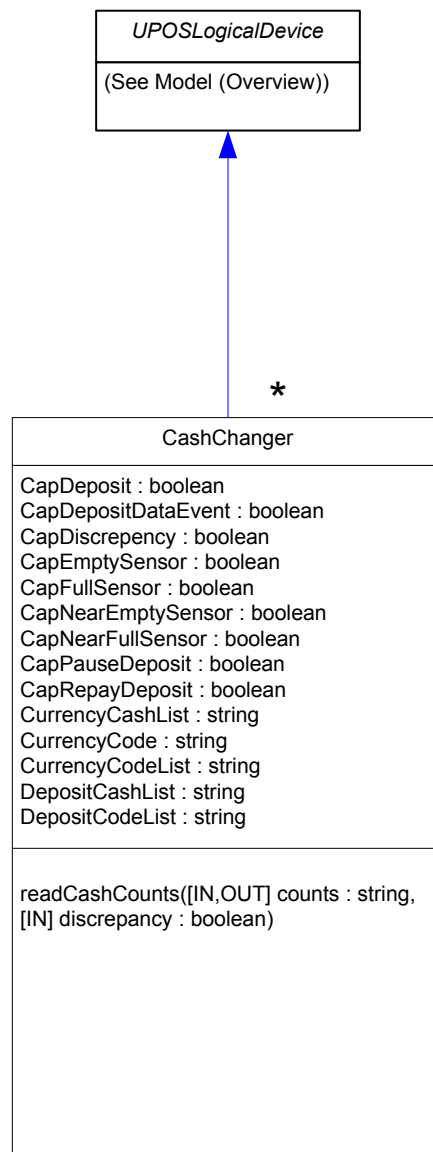 UPOSLogicalDevice
(See Model (Overview))
*
CashChanger
CapDeposit : boolean
CapDepositDataEvent : boolean
CapDiscrepency : boolean
CapEmptySensor : boolean
CapFullSensor : boolean
CapNearEmptySensor : boolean
CapNearFullSensor : boolean
CapPauseDeposit : boolean
CapRepayDeposit : boolean
CurrencyCashList : string
CurrencyCode : string
CurrencyCodeList : string
DepositCashList : string
DepositCodeList : string
readCashCounts([IN,OUT] counts : string,
[IN] discrepancy : boolean)